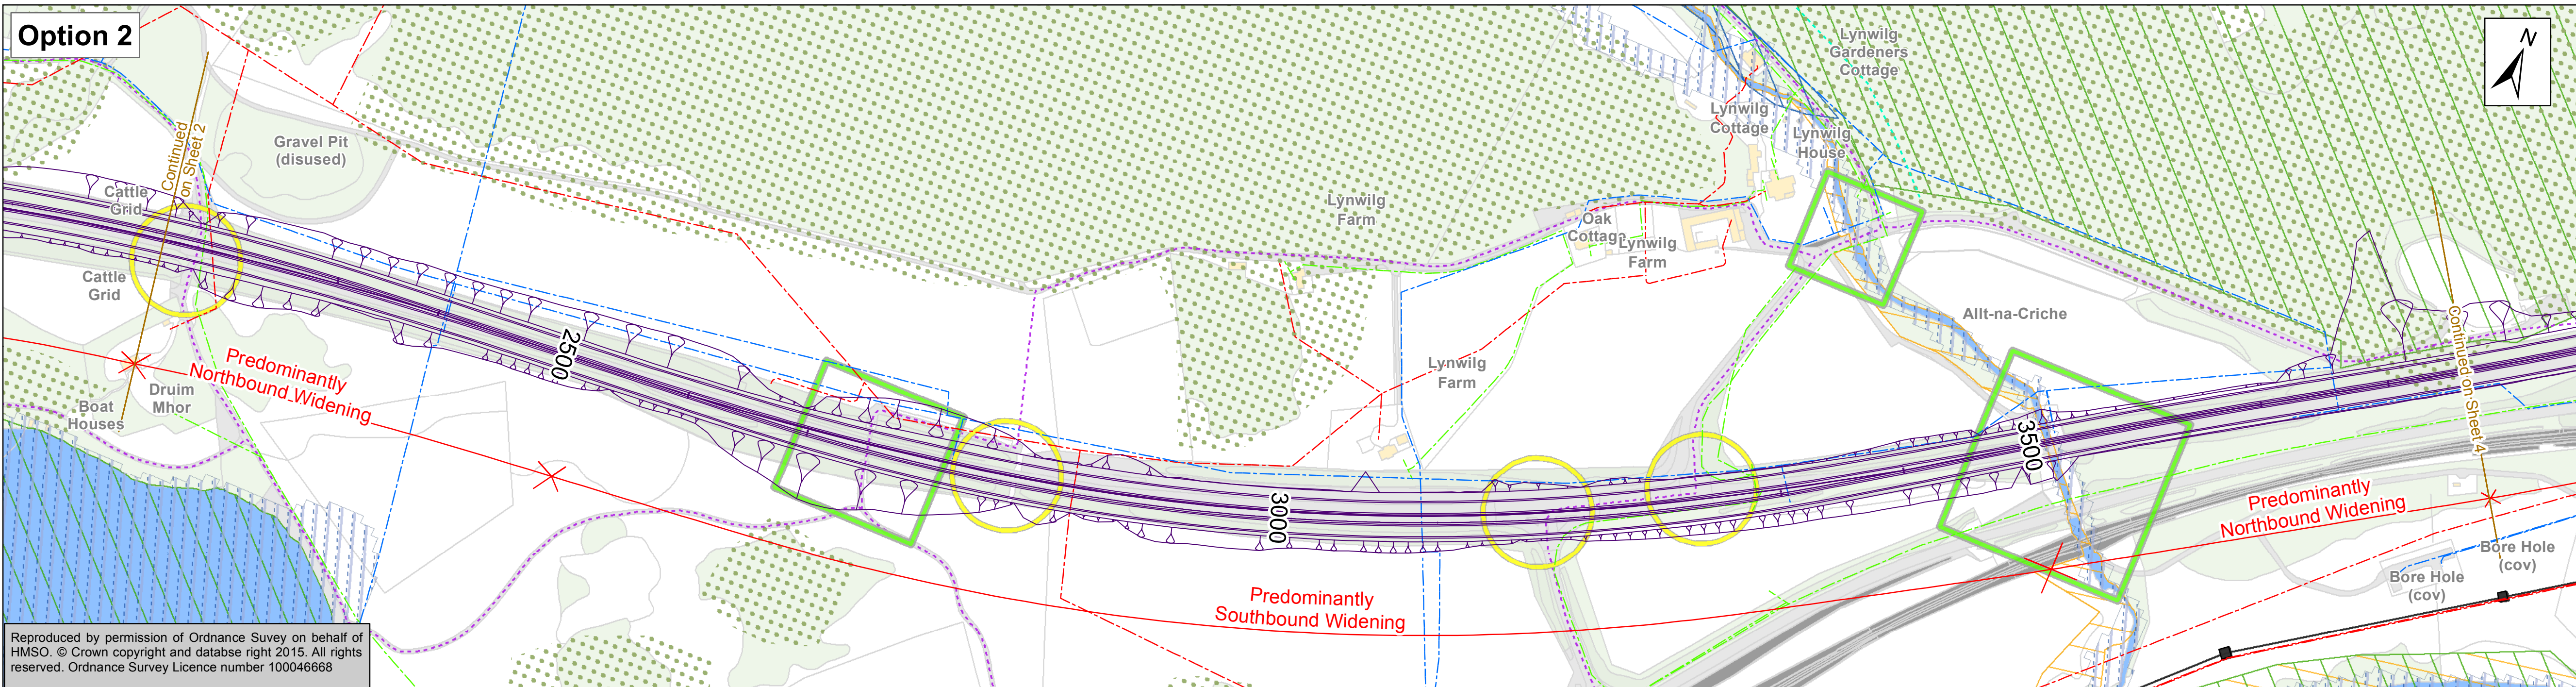 Option 2
N
Lynwilg
Gardeners
Cottage
Lynwilg
Cottage
Lynwilg
House
Continued
on Sheet 2
Gravel Pit
(disused)
Cattle
Grid
Lynwilg
Farm
Oak
Cottage
Lynwilg
Farm
Cattle
Grid
Allt-na-Criche
Continued on Sheet 4
2500
Predominantly
Northbound Widening
Druim
Mhor
Boat
Houses
Lynwilg
Farm
3500
3000
Predominantly
Northbound Widening
Bore Hole
(cov)
Bore Hole
(cov)
Predominantly
Southbound Widening
Reproduced by permission of Ordnance Suvey on behalf of
HMSO. © Crown copyright and databse right 2015. All rights
reserved. Ordnance Survey Licence number 100046668